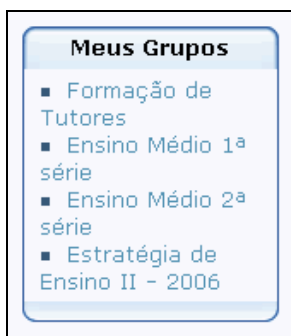 Meus Grupos
▪ Formação de
Tutores
▪ Ensino Médio 1ª
série
▪ Ensino Médio 2ª
série
▪ Estratégia de
Ensino II - 2006